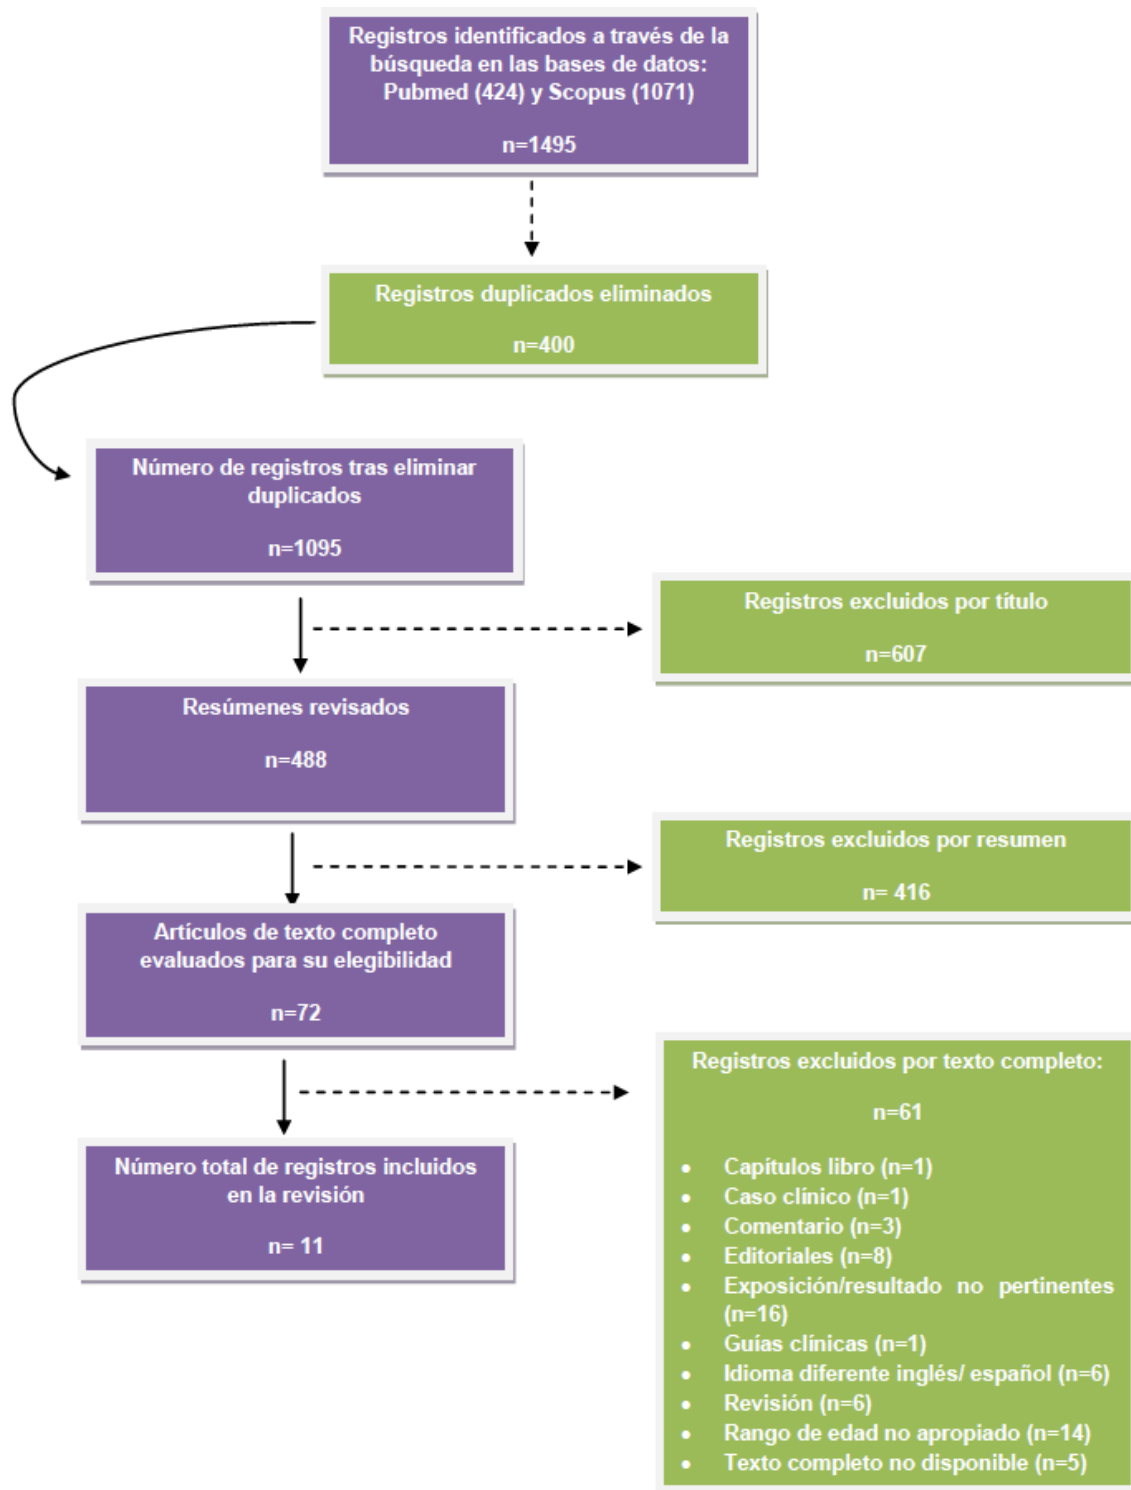 Registros identificados a través de la
búsqueda en las bases de datos:
Pubmed (424) y Scopus (1071)
n=1495
Registros duplicados eliminados
n=400
Número de registros tras eliminar
duplicados
n=1095
Registros excluidos por título
n=607
Resúmenes revisados
n=488
Registros excluidos por resumen
n= 416
Artículos de texto completo
evaluados para su elegibilidad
n=72
Registros excluidos por texto completo:
n=61
• Capítulos libro (n=1)
• Caso clínico (n=1)
• Comentario (n=3)
• Editoriales (n=8)
• Exposición/resultado no pertinentes
(n=16)
• Guías clínicas (n=1)
• Idioma diferente inglés/ español (n=6)
• Revisión (n=6)
• Rango de edad no apropiado (n=14)
• Texto completo no disponible (n=5)
Número total de registros incluidos
en la revisión
n= 11